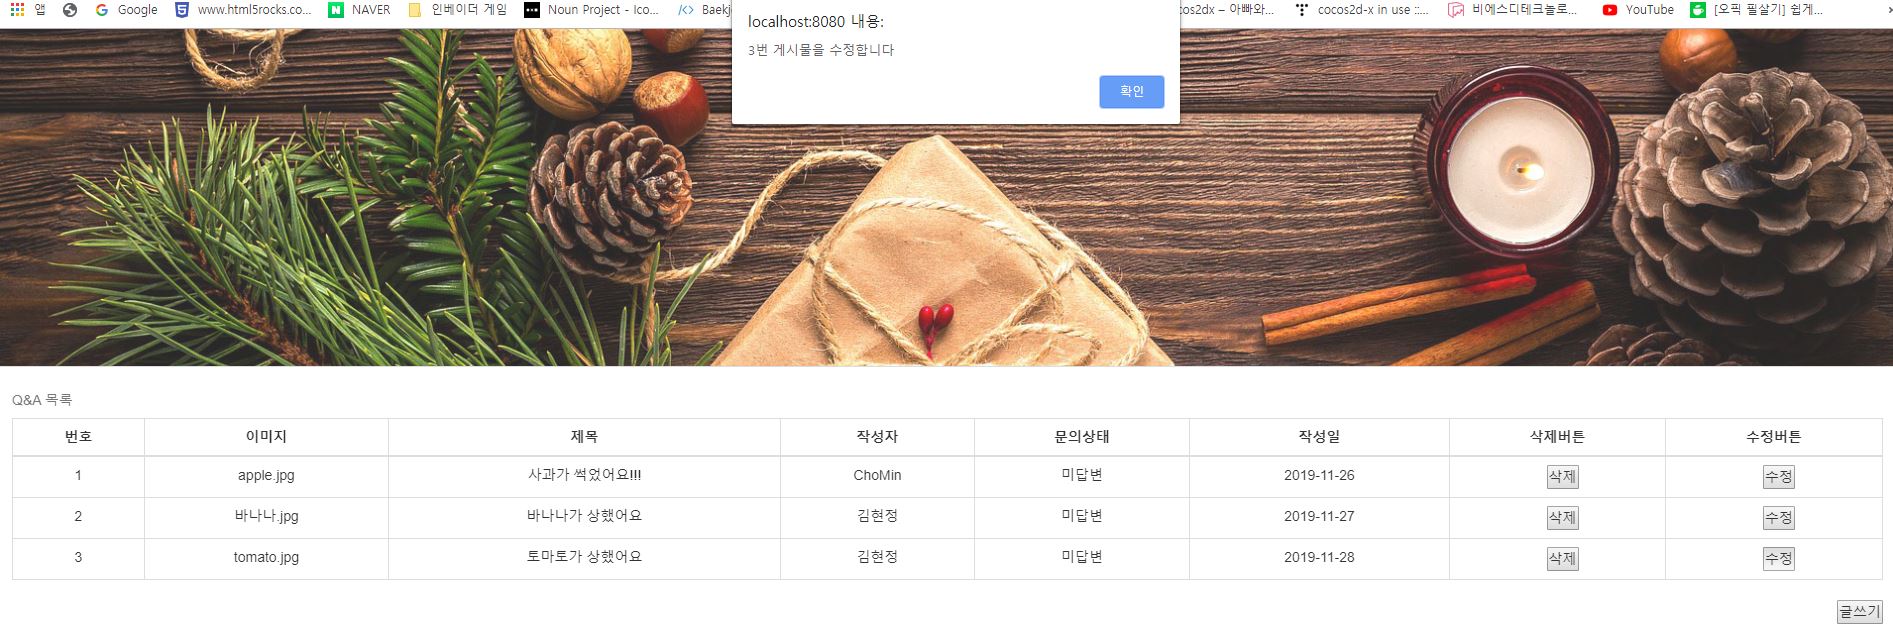 앱 Google www.html5rocks.co... NAVER 인베이더 게임 Noun Project - Ico... cocos2d-x in use ::... 비에스디테크놀로... YouTube [오픽 필살기] 쉽게...
localhost:8080 내용:
3번 게시물을 수정합니다
확인
Q&A 목록
번호 이미지 제목 작성자 문의상태 작성일 삭제버튼 수정버튼
1 apple.jpg 사과가 썩었어요!!! ChoMin 미답변 2019-11-26 삭제 수정
2 바나나.jpg 바나나가 상했어요 김현정 미답변 2019-11-27 삭제 수정
3 tomato.jpg 토마토가 상했어요 김현정 미답변 2019-11-28 삭제 수정
글쓰기